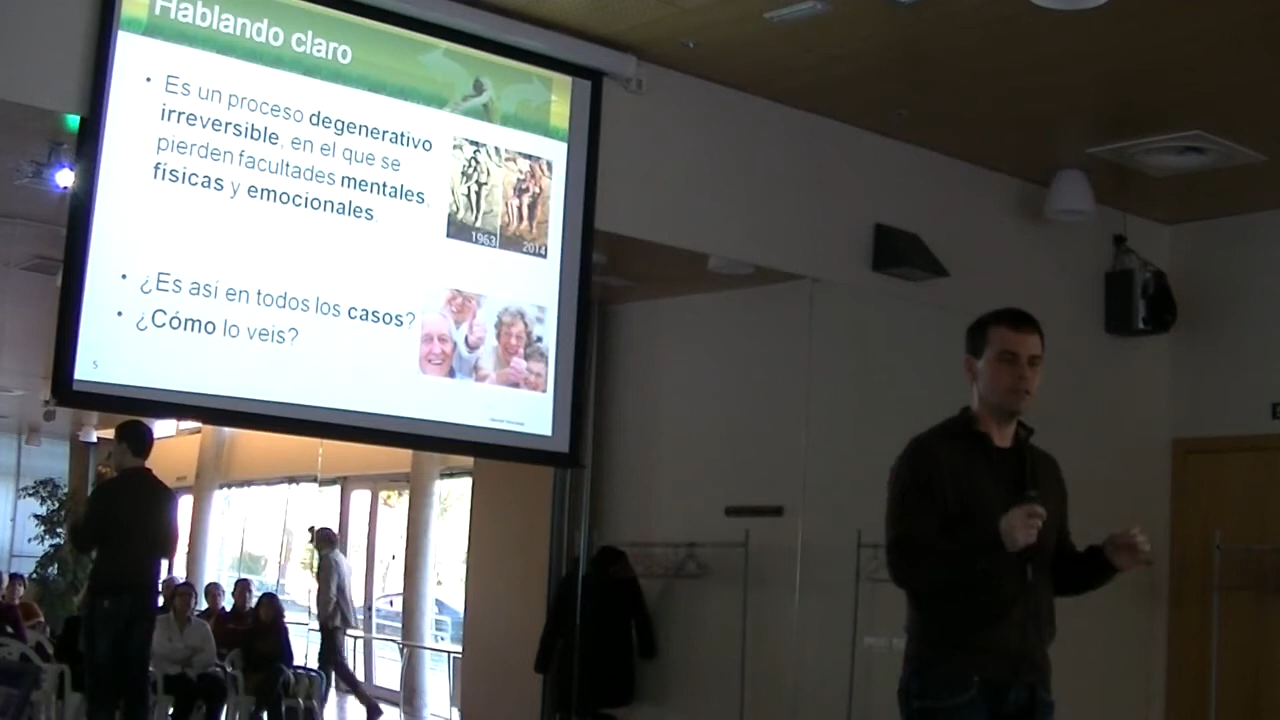 Hablando claro
• Es un proceso degenerativo
irreversible, en el que se
pierden facultades mentales,
físicas y emocionales.
1963
2014
• ¿Es así en todos los casos?
• ¿Cómo lo veis?
5